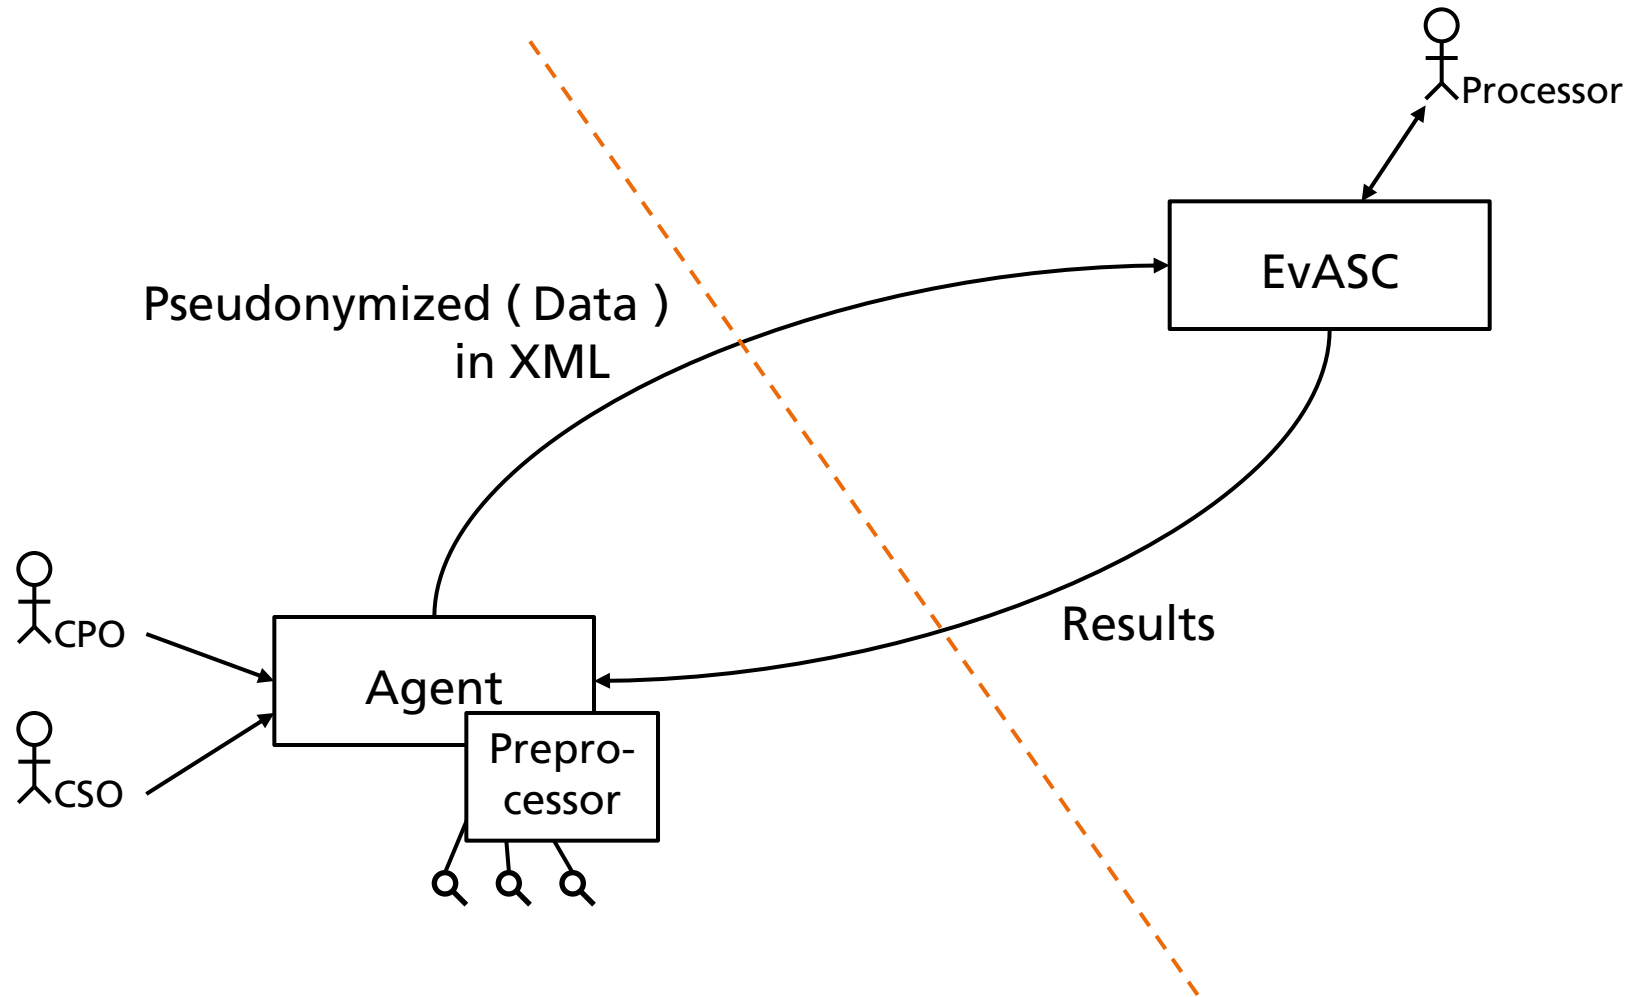 Processor
EvASC
Pseudonymized ( Data )
in XML
Results
CPO
Agent
CSO
Prepro-
cessor